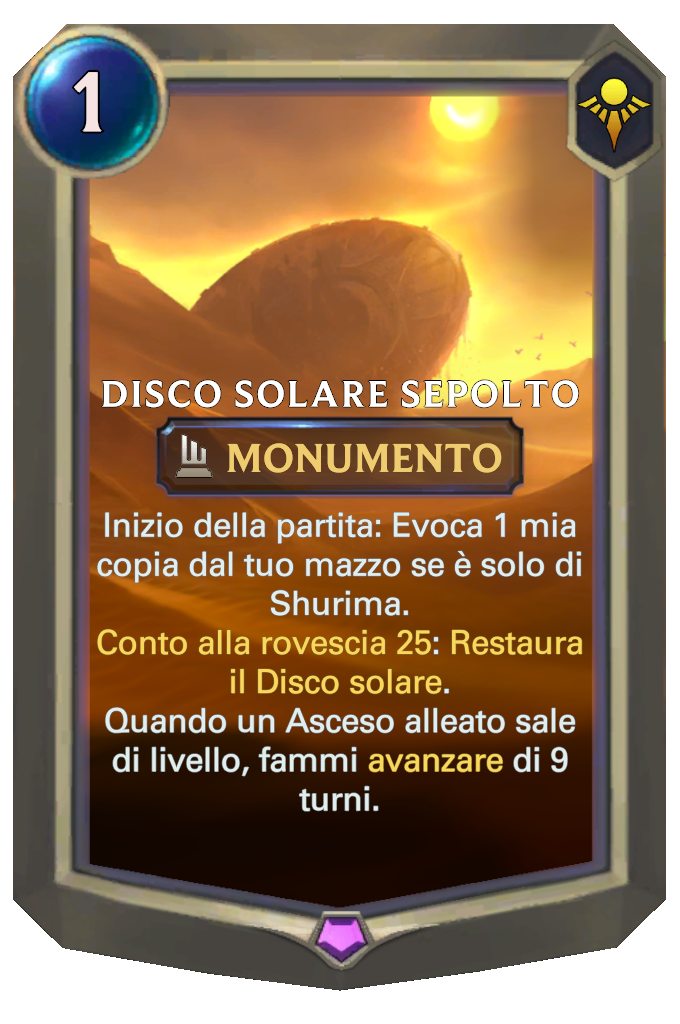 1
DISCO SOLARE SEPOLTO
MONUMENTO
Inizio della partita: Evoca 1 mia
copia dal tuo mazzo se è solo di
Shurima.
Conto alla rovescia 25: Restaura
il Disco solare.
Quando un Asceso alleato sale
di livello, fammi avanzare di 9
turni.